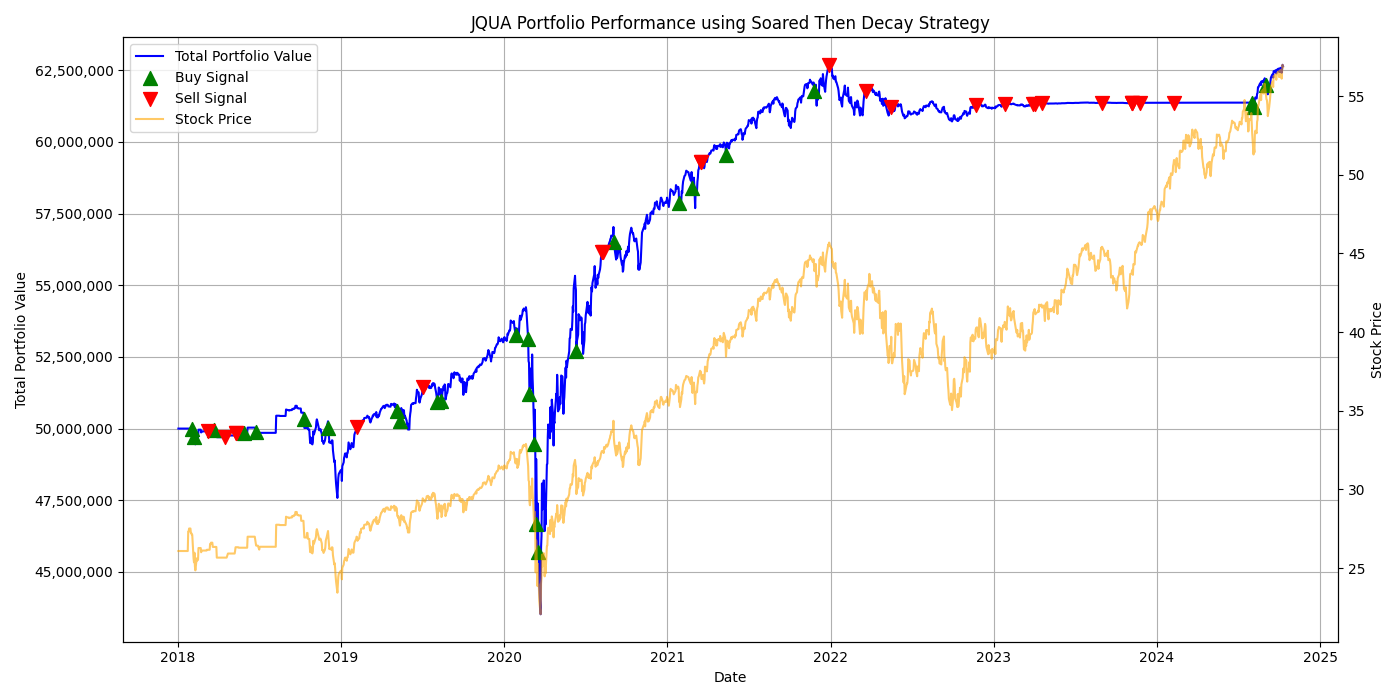 JQUA Portfolio Performance using Soared Then Decay Strategy
Total Portfolio Value
Buy Signal
Sell Signal
Stock Price
62,500,000
60,000,000
57,500,000
55,000,000
52,500,000
50,000,000
47,500,000
45,000,000
Total Portfolio Value
55
50
45
40
35
30
25
Stock Price
2018 2019 2020 2021 2022 2023 2024 2025
Date